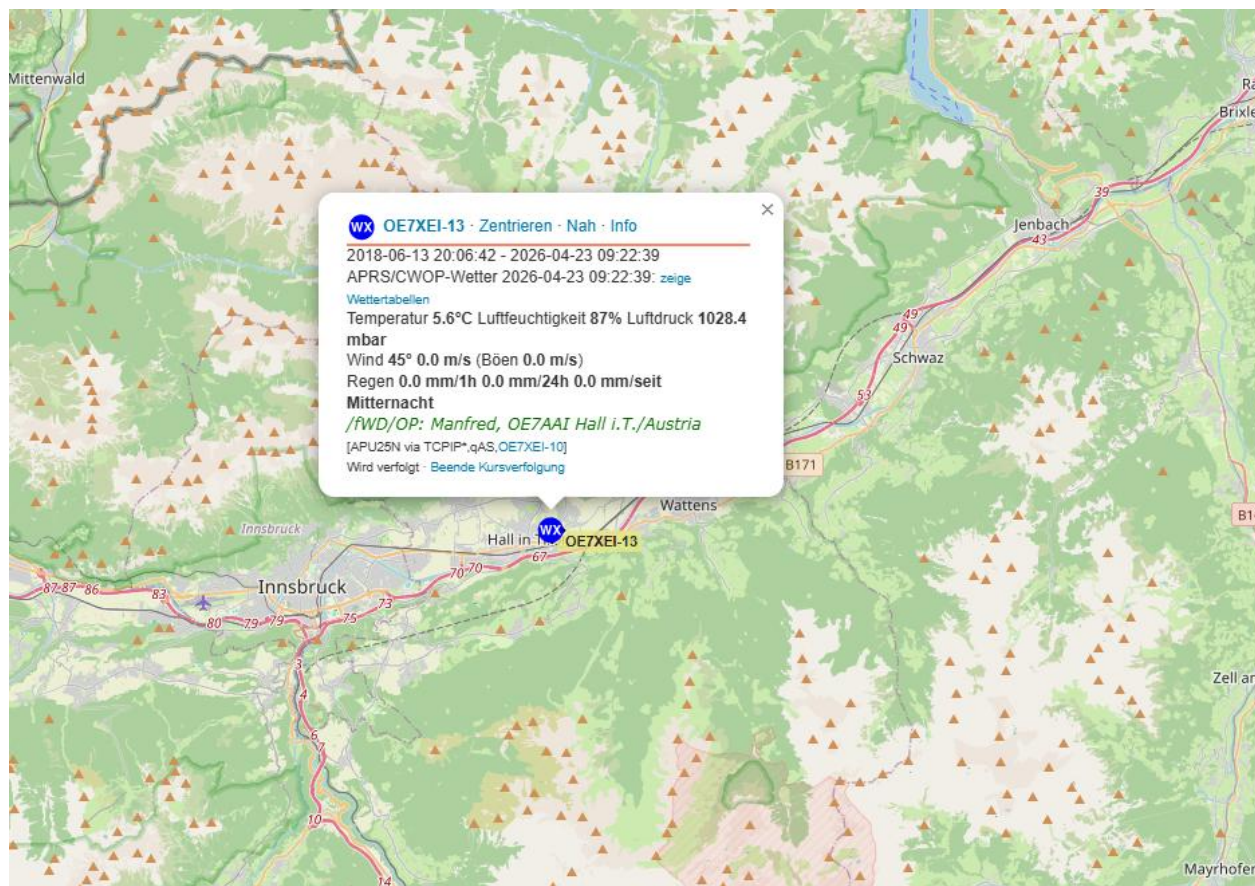 Mittenwald
Brixle
WX OE7XEI-13 · Zentrieren · Nah · Info
×
2018-06-13 20:06:42 - 2026-04-23 09:22:39
APRS/CWOP-Wetter 2026-04-23 09:22:39: zeige
Wettertabellen
Temperatur 5.6°C Luftfeuchtigkeit 87% Luftdruck 1028.4
mbar
Wind 45° 0.0 m/s (Böen 0.0 m/s)
Regen 0.0 mm/1h 0.0 mm/24h 0.0 mm/seit
Mitternacht
/fWD/OP: Manfred, OE7AAI Hall i.T./Austria
[APU25N via TCPIP*,qAS,OE7XEI-10]
Wird verfolgt · Beende Kursverfolgung
39
Jenbach
43
49
49
Schwaz
53
B171
Wattens
Innsbruck
Hall in
WX
OE7XEI-13
67
70
70
73
75
Innsbruck
87
87
86
83
80
79
79
3
4
6
7
10
14
B16
Zell am
Mayrhofen